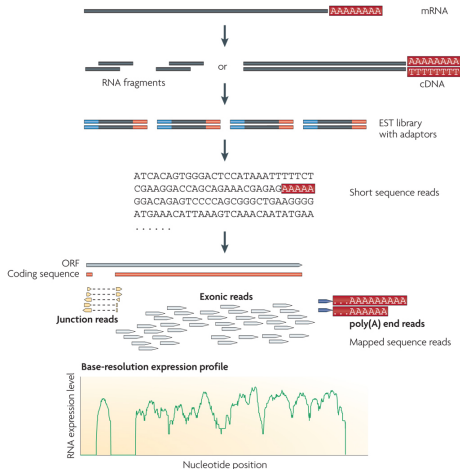 AAAAAAAA
mRNA
RNA fragments
or
AAAAAAAA
TTTTTTTT
cDNA
EST library
with adaptors
ATCACAGTGGGACTCCATAAATTTTTCT
CGAAGGACCAGCAGAAACGAGAGAAAAA
GGACAGAGTCCCCAGCGGGCTGAAGGGG
ATGAAACATTAAAGTCAAACAATATGAA
......
Short sequence reads
ORF
Coding sequence
Junction reads
Exonic reads
...AAAAAAAAA
...AAAAAA
poly(A) end reads
Mapped sequence reads
Base-resolution expression profile
RNA expression level
Nucleotide position